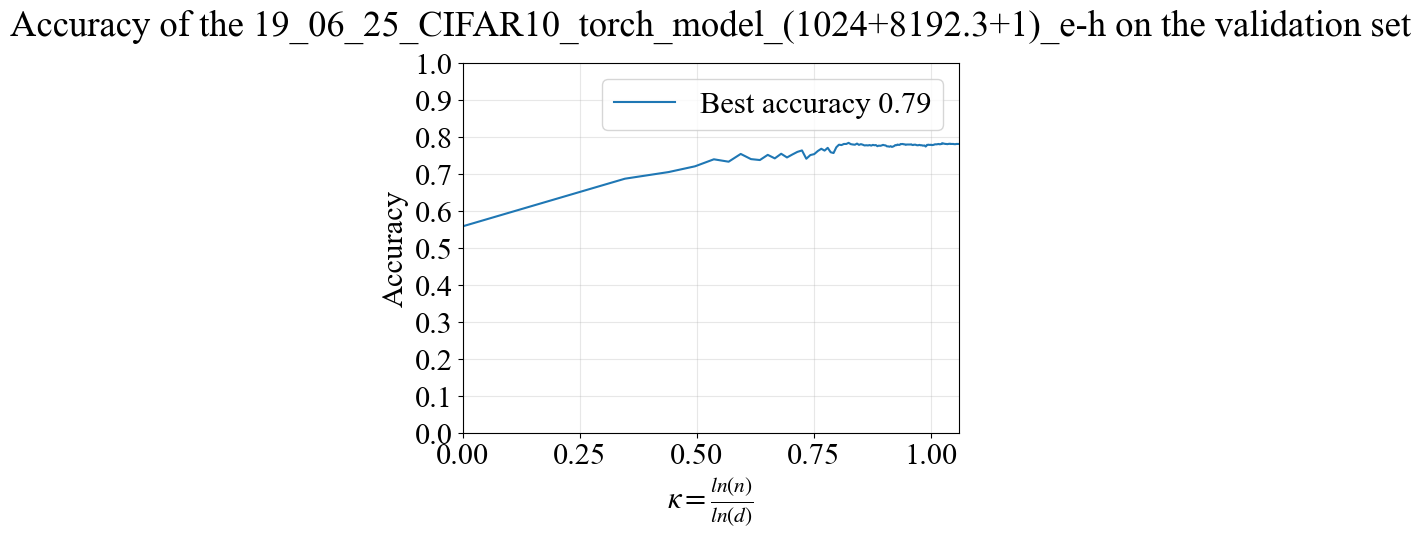 Accuracy of the 19_06_25_CIFAR10_torch_model_(1024+8192.3+1)_e-h on the validation set
1.0
Best accuracy 0.79
0.9
0.8
0.7
0.6
0.5
0.4
0.3
0.2
0.1
0.0
Accuracy
0.00 0.25 0.50 0.75 1.00
κ = ln(n) / ln(d)